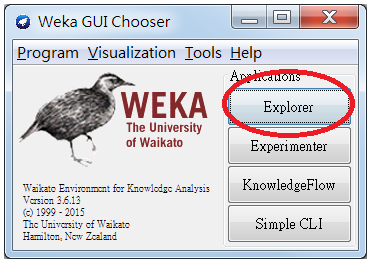 Weka GUI Chooser
Program Visualization Tools Help
WEKA
The University
of Waikato
Waikato Environment for Knowledge Analysis
Version 3.6.13
(c) 1999 - 2015
The University of Waikato
Hamilton, New Zealand
Applications
Explorer
Experimenter
KnowledgeFlow
Simple CLI